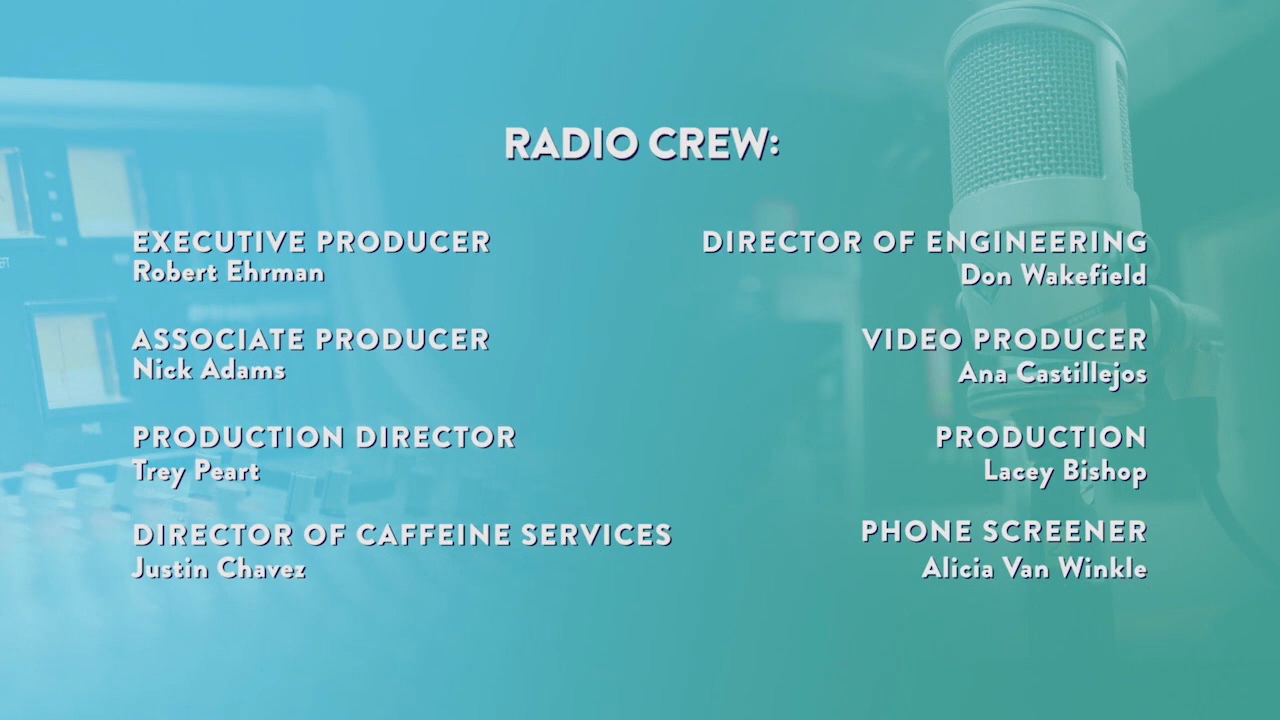 RADIO CREW:
EXECUTIVE PRODUCER
Robert Ehrman
ASSOCIATE PRODUCER
Nick Adams
PRODUCTION DIRECTOR
Trey Peart
DIRECTOR OF CAFFEINE SERVICES
Justin Chavez
DIRECTOR OF ENGINEERING
Don Wakefield
VIDEO PRODUCER
Ana Castillejos
PRODUCTION
Lacey Bishop
PHONE SCREENER
Alicia Van Winkle